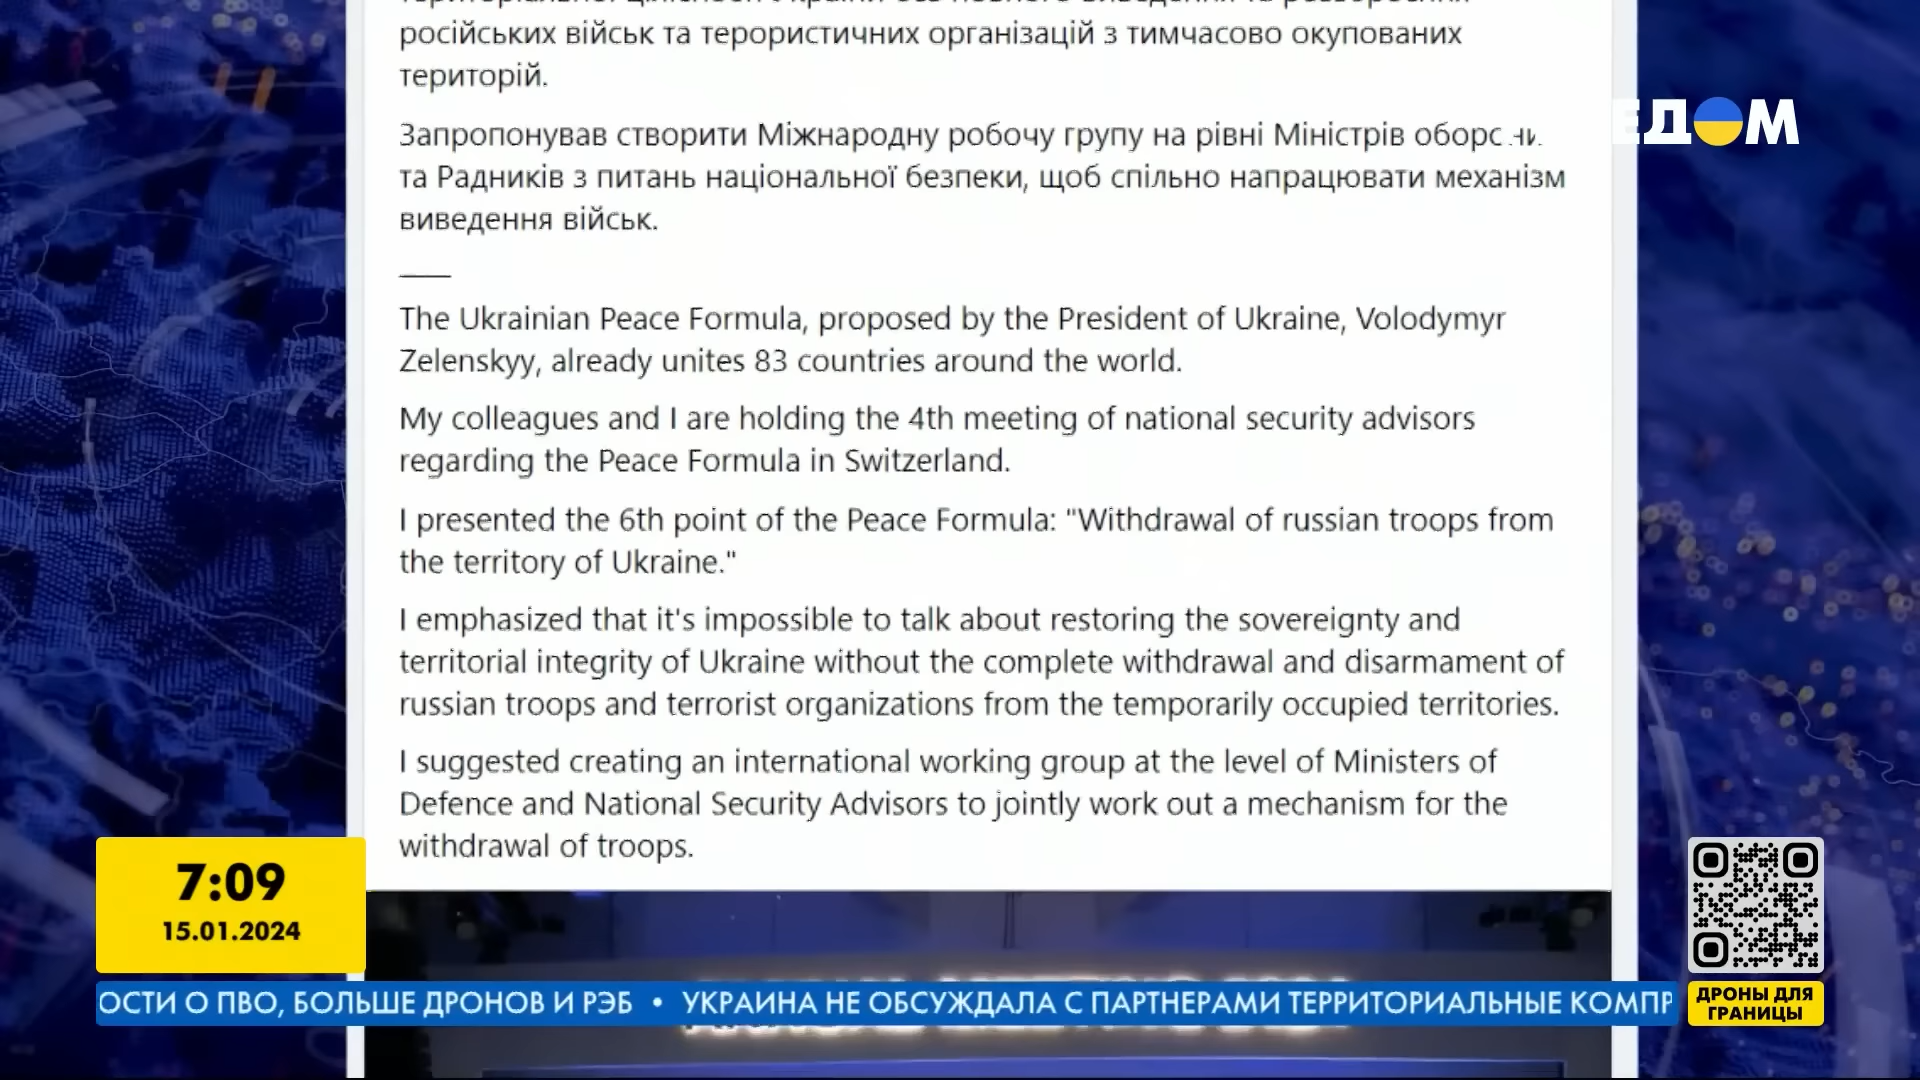 російських військ та терористичних організацій з тимчасово окупованих
територій.
Запропонував створити Міжнародну робочу групу на рівні Міністрів
та Радників з питань національної безпеки, щоб спільно напрацювати механізм
виведення військ.
The Ukrainian Peace Formula, proposed by the President of Ukraine, Volodymyr
Zelenskyy, already unites 83 countries around the world.
My colleagues and I are holding the 4th meeting of national security advisors
regarding the Peace Formula in Switzerland.
I presented the 6th point of the Peace Formula: "Withdrawal of russian troops from
the territory of Ukraine."
I emphasized that it's impossible to talk about restoring the sovereignty and
territorial integrity of Ukraine without the complete withdrawal and disarmament of
russian troops and terrorist organizations from the temporarily occupied territories.
I suggested creating an international working group at the level of Ministers of
Defence and National Security Advisors to jointly work out a mechanism for the
withdrawal of troops.
ЕДОМ
7:09
15.01.2024
ОСТИ О ПВО, БОЛЬШЕ ДРОНОВ И РЭБ • УКРАИНА НЕ ОБСУЖДАЛА С ПАРТНЕРАМИ ТЕРРИТОРИАЛЬНЫЕ КОМПР
ДРОНЫ ДЛЯ
ГРАНИЦЫ